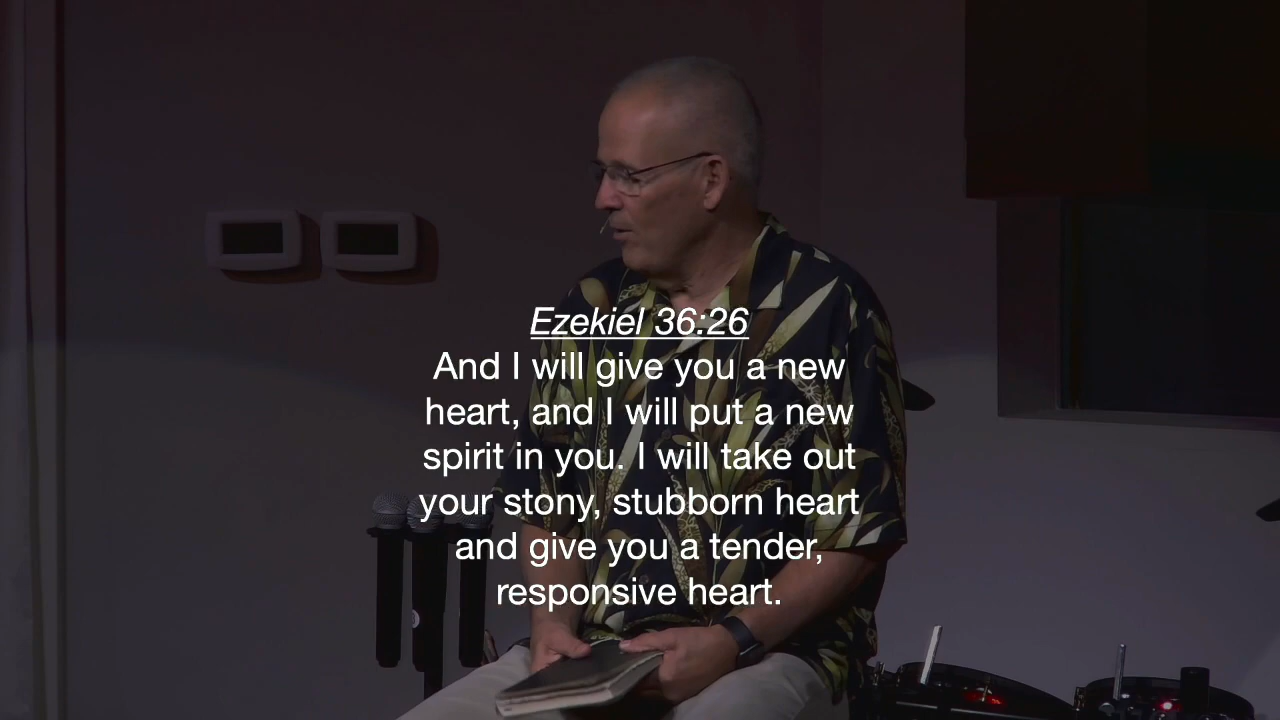 Ezekiel 36:26
And I will give you a new
heart, and I will put a new
spirit in you. I will take out
your stony, stubborn heart
and give you a tender,
responsive heart.